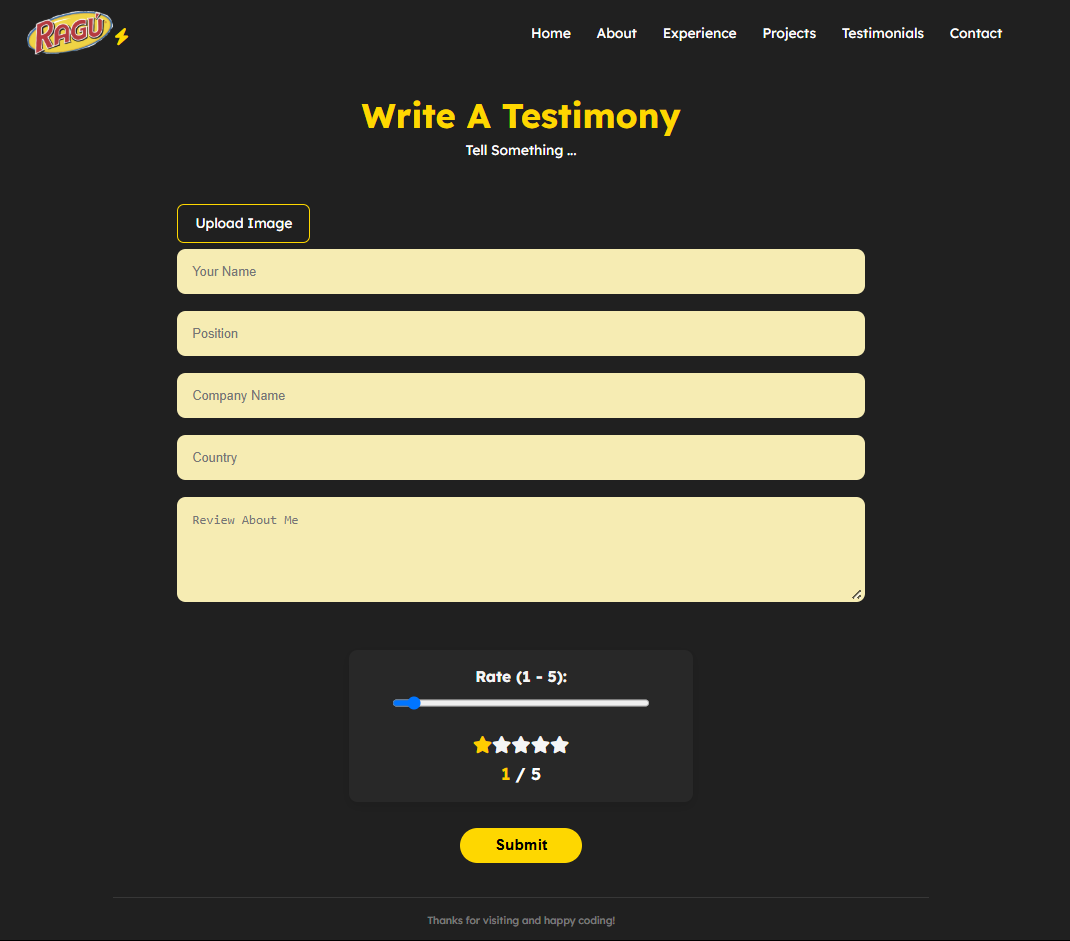 RAGÚ
Home About Experience Projects Testimonials Contact
Write A Testimony
Tell Something ...
Upload Image
Your Name
Position
Company Name
Country
Review About Me
Rate (1 - 5):
1 / 5
Submit
Thanks for visiting and happy coding!